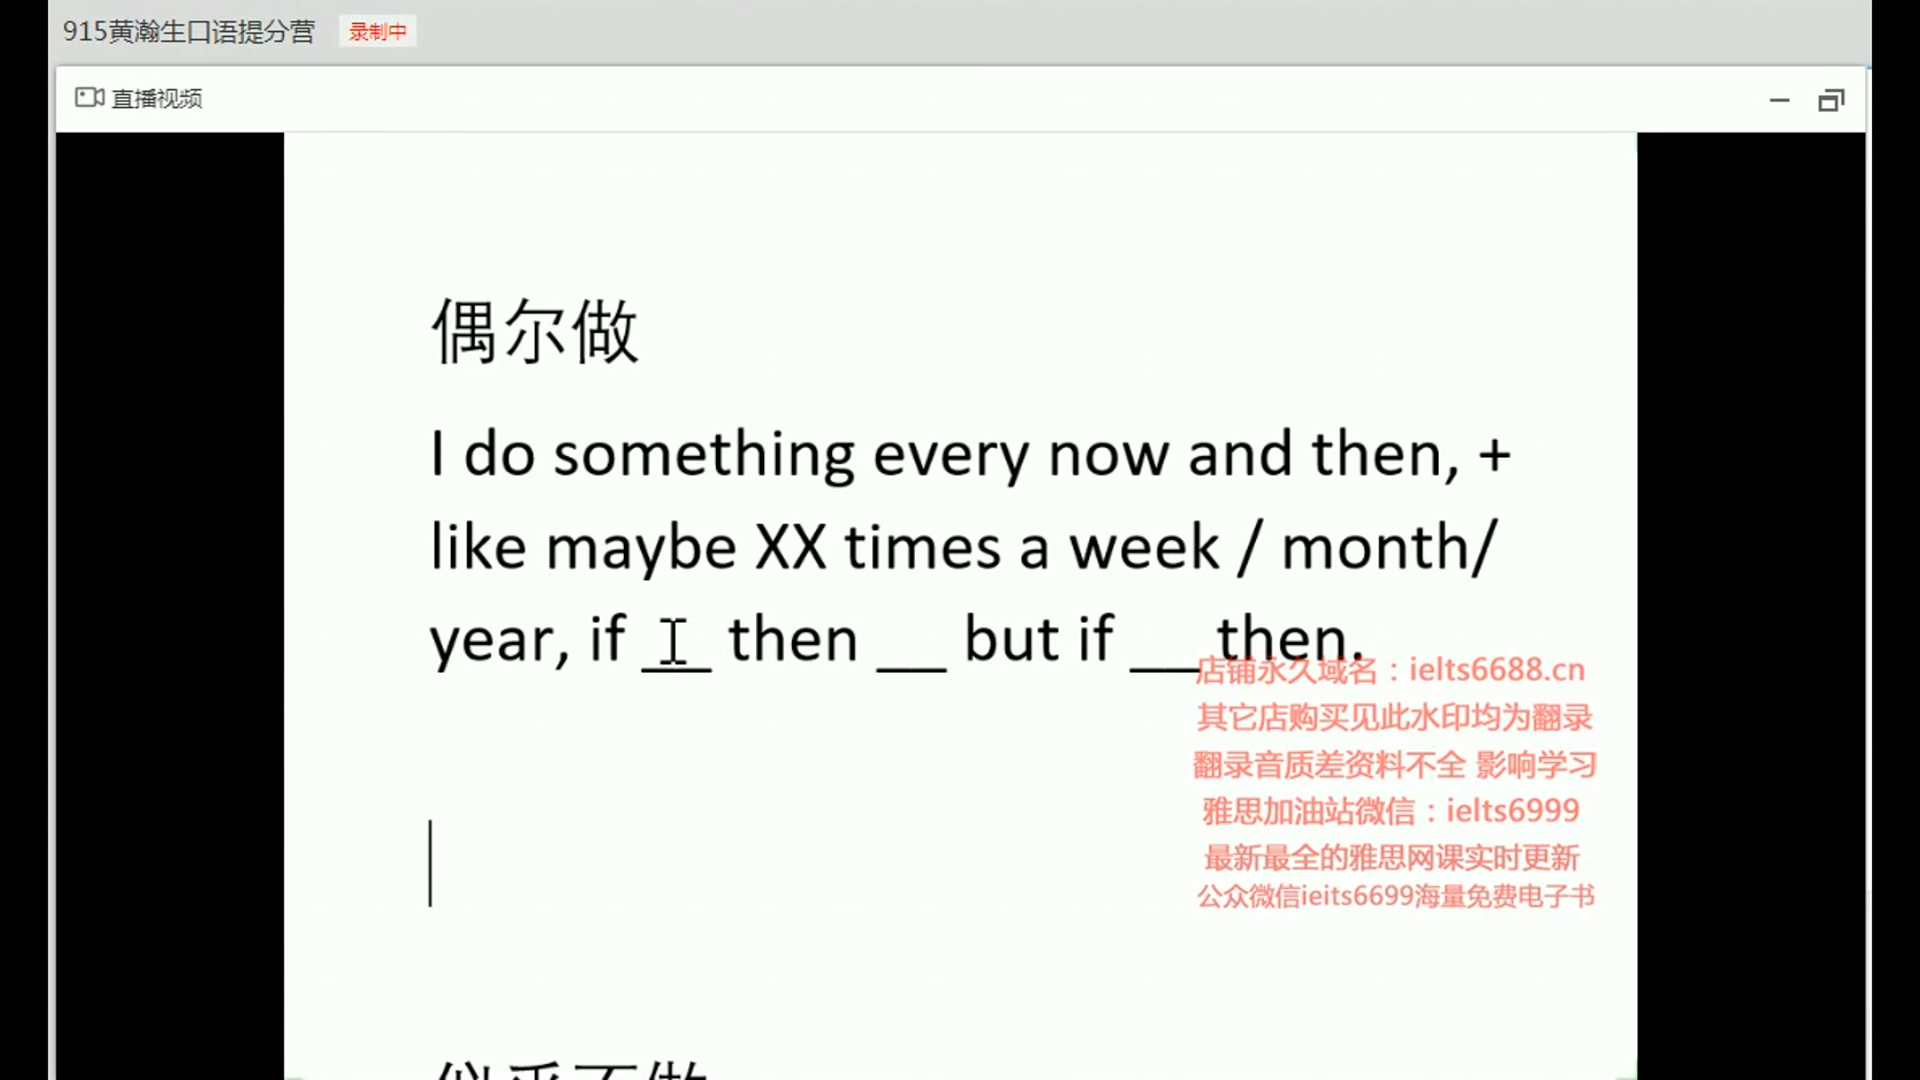 915黄瀚生口语提分营 录制中
直播视频
偶尔做
I do something every now and then, +
like maybe XX times a week / month/
year, if ___ then ___ but if ___ then.
店铺永久域名：ielts6688.cn
其它店购买见此水印均为翻录
翻录音质差资料不全 影响学习
雅思加油站微信：ielts6999
最新最全的雅思网课实时更新
公众微信ieits6699海量免费电子书